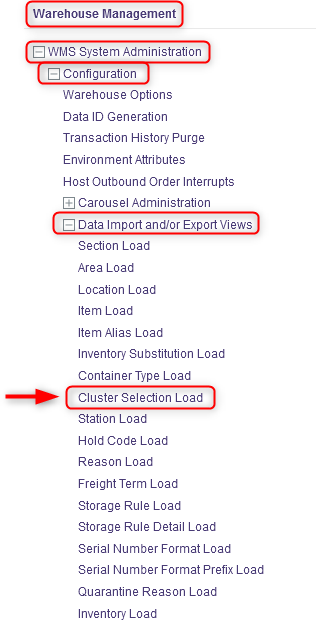 Warehouse Management
WMS System Administration
Configuration
Warehouse Options
Data ID Generation
Transaction History Purge
Environment Attributes
Host Outbound Order Interrupts
Carousel Administration
Data Import and/or Export Views
Section Load
Area Load
Location Load
Item Load
Item Alias Load
Inventory Substitution Load
Container Type Load
Cluster Selection Load
Station Load
Hold Code Load
Reason Load
Freight Term Load
Storage Rule Load
Storage Rule Detail Load
Serial Number Format Load
Serial Number Format Prefix Load
Quarantine Reason Load
Inventory Load